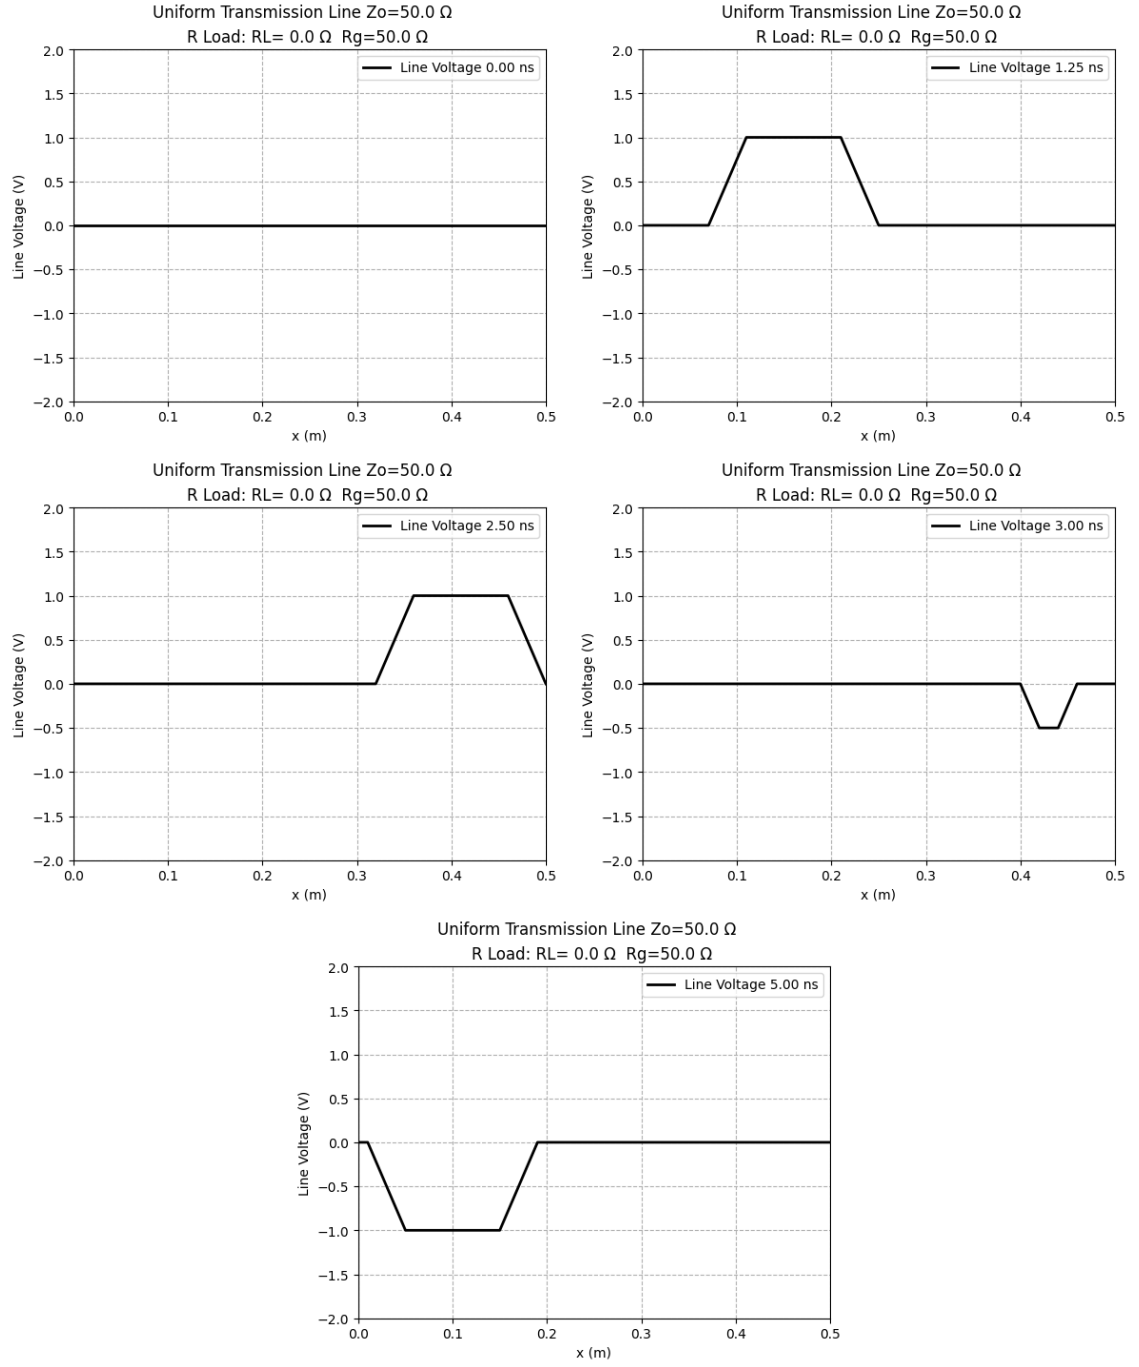 Uniform Transmission Line Zo=50.0 Ω
R Load: RL= 0.0 Ω  Rg=50.0 Ω
Line Voltage 0.00 ns
2.0
1.5
1.0
0.5
0.0
−0.5
−1.0
−1.5
−2.0
Line Voltage (V)
0.0 0.1 0.2 0.3 0.4 0.5
x (m)
Uniform Transmission Line Zo=50.0 Ω
R Load: RL= 0.0 Ω  Rg=50.0 Ω
Line Voltage 1.25 ns
2.0
1.5
1.0
0.5
0.0
−0.5
−1.0
−1.5
−2.0
Line Voltage (V)
0.0 0.1 0.2 0.3 0.4 0.5
x (m)
Uniform Transmission Line Zo=50.0 Ω
R Load: RL= 0.0 Ω  Rg=50.0 Ω
Line Voltage 2.50 ns
2.0
1.5
1.0
0.5
0.0
−0.5
−1.0
−1.5
−2.0
Line Voltage (V)
0.0 0.1 0.2 0.3 0.4 0.5
x (m)
Uniform Transmission Line Zo=50.0 Ω
R Load: RL= 0.0 Ω  Rg=50.0 Ω
Line Voltage 3.00 ns
2.0
1.5
1.0
0.5
0.0
−0.5
−1.0
−1.5
−2.0
Line Voltage (V)
0.0 0.1 0.2 0.3 0.4 0.5
x (m)
Uniform Transmission Line Zo=50.0 Ω
R Load: RL= 0.0 Ω  Rg=50.0 Ω
Line Voltage 5.00 ns
2.0
1.5
1.0
0.5
0.0
−0.5
−1.0
−1.5
−2.0
Line Voltage (V)
0.0 0.1 0.2 0.3 0.4 0.5
x (m)